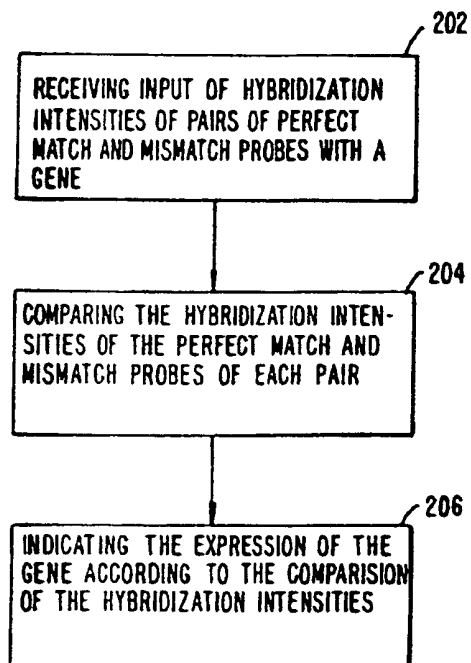 202
RECEIVING INPUT OF HYBRIDIZATION
INTENSITIES OF PAIRS OF PERFECT
MATCH AND MISMATCH PROBES WITH A
GENE
204
COMPARING THE HYBRIDIZATION INTEN-
SITIES OF THE PERFECT MATCH AND
MISMATCH PROBES OF EACH PAIR
206
INDICATING THE EXPRESSION OF THE
GENE ACCORDING TO THE COMPARISION
OF THE HYBRIDIZATION INTENSITIES